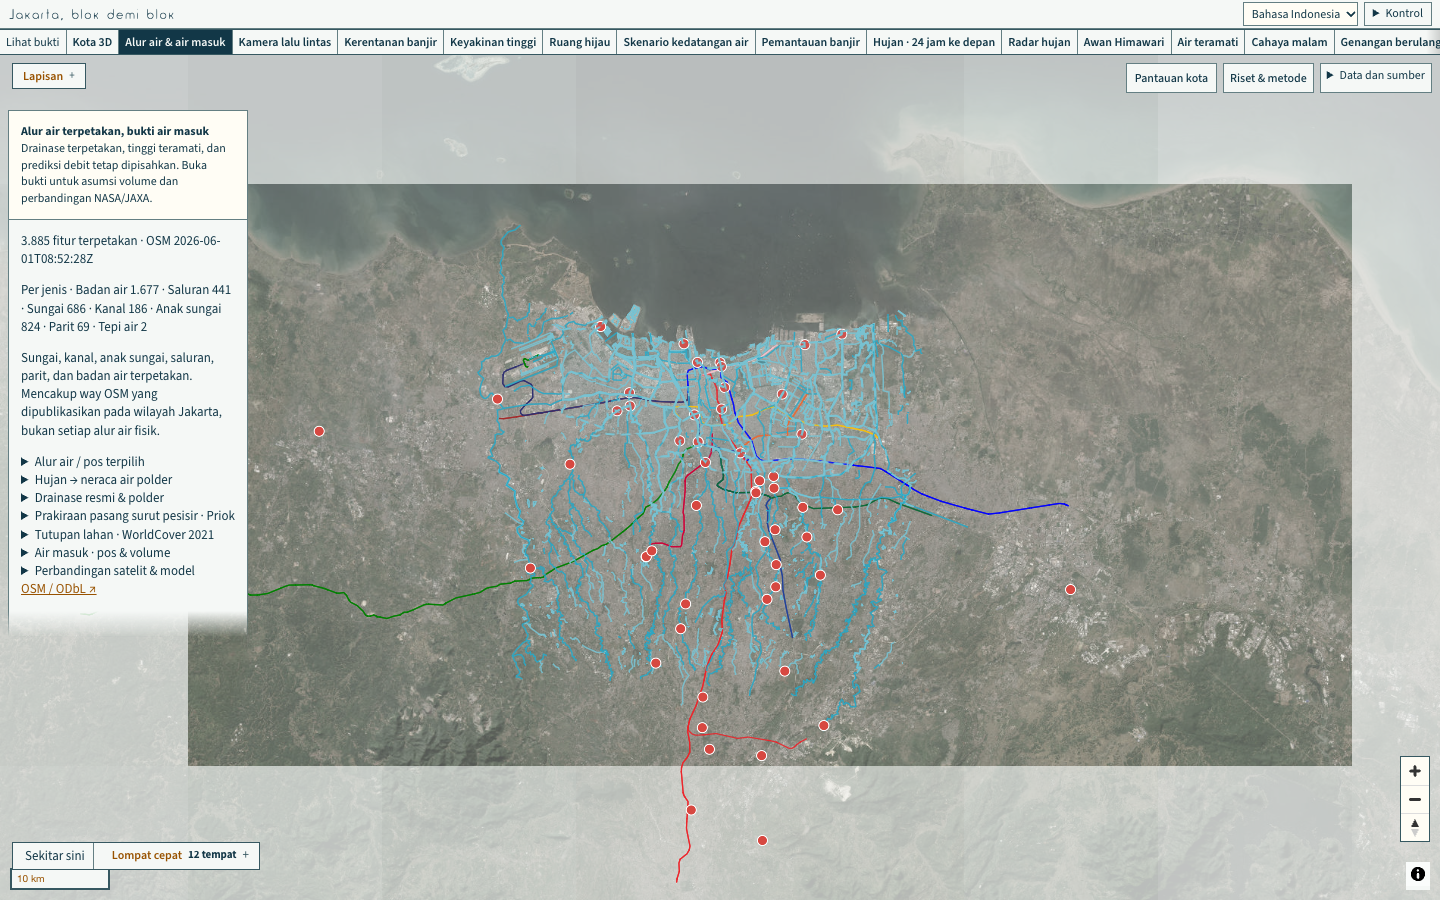 Jakarta, blok demi blok
Bahasa Indonesia
Kontrol
Lihat bukti
Kota 3D
Alur air & air masuk
Kamera lalu lintas
Kerentanan banjir
Keyakinan tinggi
Ruang hijau
Skenario kedatangan air
Pemantauan banjir
Hujan · 24 jam ke depan
Radar hujan
Awan Himawari
Air teramati
Cahaya malam
Genangan berulang
Lapisan +
Pantauan kota
Riset & metode
Data dan sumber
Alur air terpetakan, bukti air masuk
Drainase terpetakan, tinggi teramati, dan
prediksi debit tetap dipisahkan. Buka
bukti untuk asumsi volume dan
perbandingan NASA/JAXA.
3.885 fitur terpetakan · OSM 2026-06-
01T08:52:28Z
Per jenis · Badan air 1.677 · Saluran 441
· Sungai 686 · Kanal 186 · Anak sungai
824 · Parit 69 · Tepi air 2
Sungai, kanal, anak sungai, saluran,
parit, dan badan air terpetakan.
Mencakup way OSM yang
dipublikasikan pada wilayah Jakarta,
bukan setiap alur air fisik.
Alur air / pos terpilih
Hujan → neraca air polder
Drainase resmi & polder
Prakiraan pasang surut pesisir · Priok
Tutupan lahan · WorldCover 2021
Air masuk · pos & volume
Perbandingan satelit & model
OSM / ODbL ↗
Sekitar sini
Lompat cepat 12 tempat +
10 km